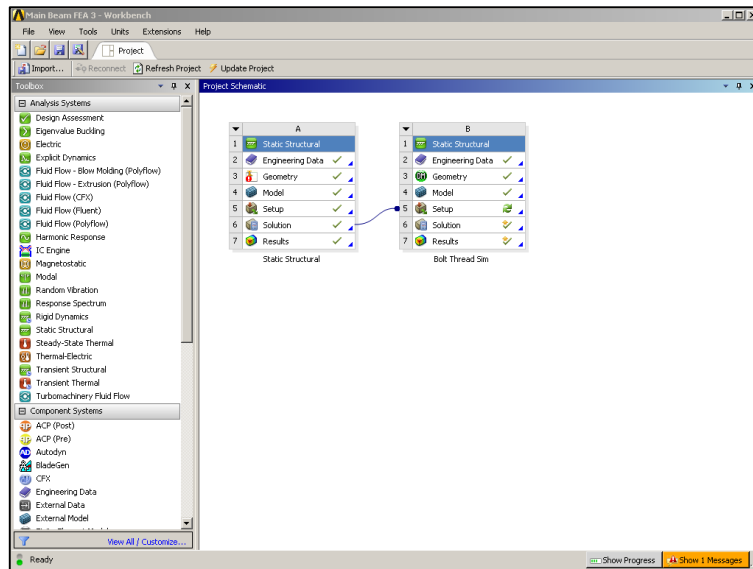 Main Beam FEA 3 - Workbench
File View Tools Units Extensions Help
Project
Import... Reconnect Refresh Project Update Project
Toolbox
Project Schematic
Analysis Systems
Design Assessment
Eigenvalue Buckling
Electric
Explicit Dynamics
Fluid Flow - Blow Molding (Polyflow)
Fluid Flow - Extrusion (Polyflow)
Fluid Flow (CFX)
Fluid Flow (Fluent)
Fluid Flow (Polyflow)
Harmonic Response
IC Engine
Magnetostatic
Modal
Random Vibration
Response Spectrum
Rigid Dynamics
Static Structural
Steady-State Thermal
Thermal-Electric
Transient Structural
Transient Thermal
Turbomachinery Fluid Flow
Component Systems
ACP (Post)
ACP (Pre)
Autodyn
BladeGen
CFX
Engineering Data
External Data
External Model
View All / Customize...
A
1 Static Structural
2 Engineering Data
3 Geometry
4 Model
5 Setup
6 Solution
7 Results
Static Structural
B
1 Static Structural
2 Engineering Data
3 Geometry
4 Model
5 Setup
6 Solution
7 Results
Bolt Thread Sim
Ready
Show Progress
Show 1 Messages